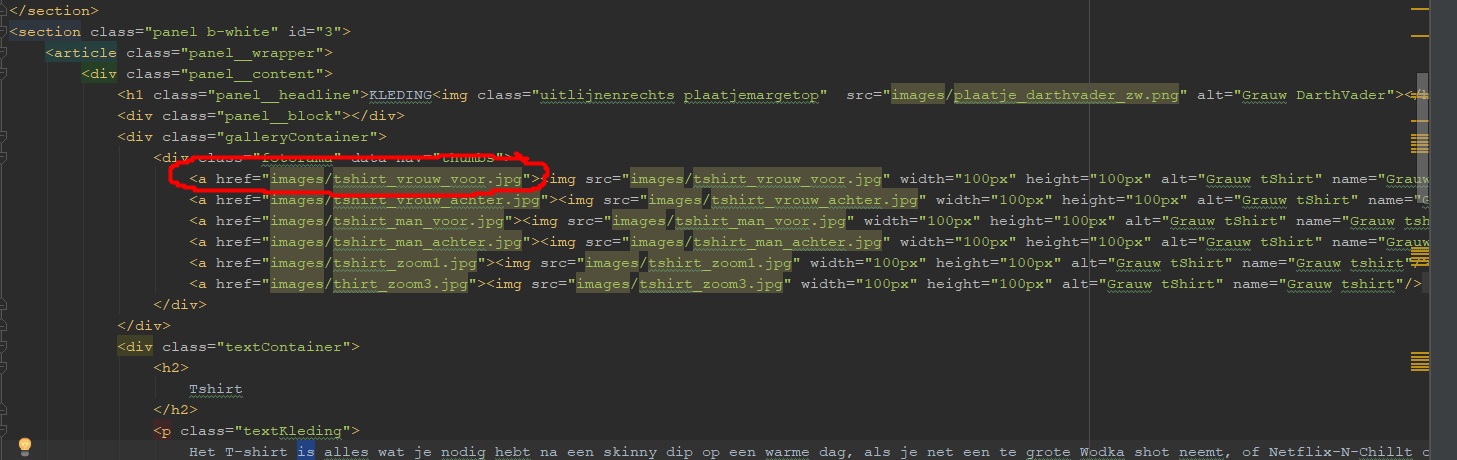 </section>
<section class="panel b-white" id="3">
<article class="panel__wrapper">
<div class="panel__content">
<h1 class="panel__headline">KLEDING<img class="uitlijnenrechts plaatjemargetop"  src="images/plaatje_darthvader_zw.png" alt="Grauw DarthVader"></h
<div class="panel__block"></div>
<div class="galleryContainer">
<div class="fotorama" data-nav="thumbs">
<a href="images/tshirt_vrouw_voor.jpg"><img src="images/tshirt_vrouw_voor.jpg" width="100px" height="100px" alt="Grauw tShirt" name="Grauw
<a href="images/tshirt_vrouw_achter.jpg"><img src="images/tshirt_vrouw_achter.jpg" width="100px" height="100px" alt="Grauw tShirt" name="G
<a href="images/tshirt_man_voor.jpg"><img src="images/tshirt_man_voor.jpg" width="100px" height="100px" alt="Grauw tShirt" name="Grauw tsh
<a href="images/tshirt_man_achter.jpg"><img src="images/tshirt_man_achter.jpg" width="100px" height="100px" alt="Grauw tShirt" name="Grauw
<a href="images/tshirt_zoom1.jpg"><img src="images/tshirt_zoom1.jpg" width="100px" height="100px" alt="Grauw tShirt" name="Grauw tshirt"/>
<a href="images/thirt_zoom3.jpg"><img src="images/tshirt_zoom3.jpg" width="100px" height="100px" alt="Grauw tShirt" name="Grauw tshirt"/>
</div>
</div>
<div class="textContainer">
<h2>
Tshirt
</h2>
<p class="textKleding">
Het T-shirt is alles wat je nodig hebt na een skinny dip op een warme dag, als je net een te grote Wodka shot neemt, of Netflix-N-Chillt